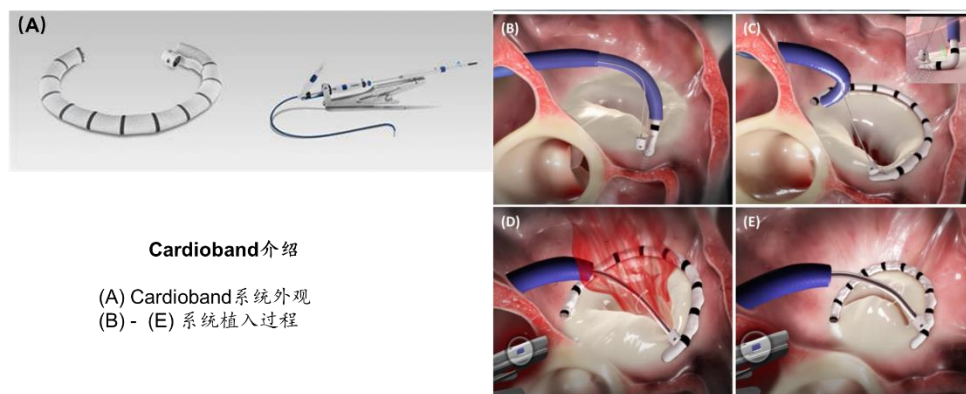 (A)
(B)
(C)
(D)
(E)
Cardioband介绍
(A) Cardioband系统外观
(B) - (E) 系统植入过程